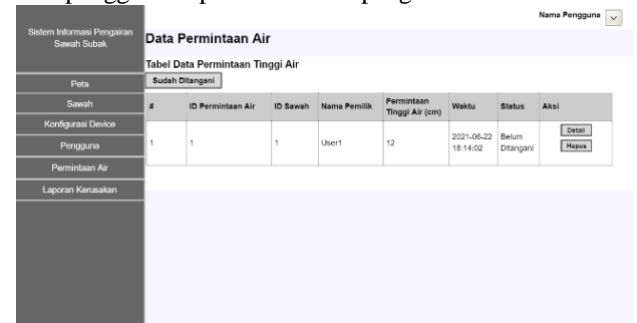 Nama Pengguna
Sistem Informasi Pengairan
Sawah Subak
Data Permintaan Air
Tabel Data Permintaan Tinggi Air
Sudah Ditangani
Peta
Sawah
Konfigurasi Device
Pengguna
Permintaan Air
Laporan Kerusakan
# ID Permintaan Air ID Sawah Nama Pemilik Permintaan Tinggi Air (cm) Waktu Status Aksi
1 1 1 User1 12 2021-06-22 18:14:02 Belum Ditangani Detail Hapus